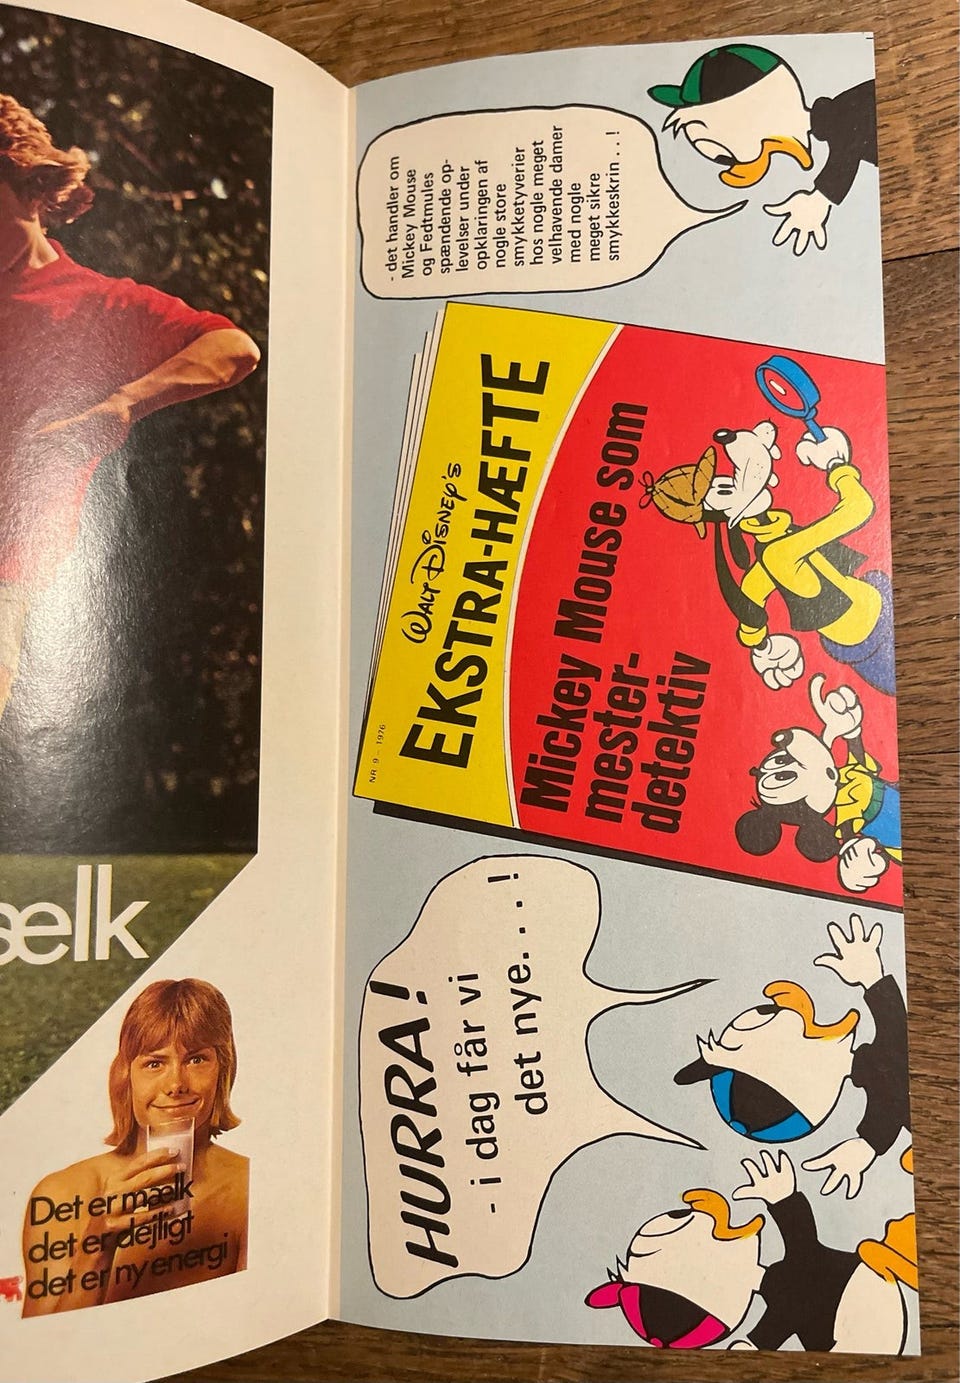 ælk
Det er mælk
det er dejligt
det er ny energi
HURRA!
- i dag får vi
det nye. . . !
NR. 9 - 1976
WALT DISNEY'S
EKSTRA-HÆFTE
Mickey Mouse som
mester-
detektiv
- det handler om
Mickey Mouse
og Fedtmules
spændende op-
levelser under
opklaringen af
nogle store
smykketyverier
hos nogle meget
velhavende damer
med nogle
meget sikre
smykkeskrin . . !